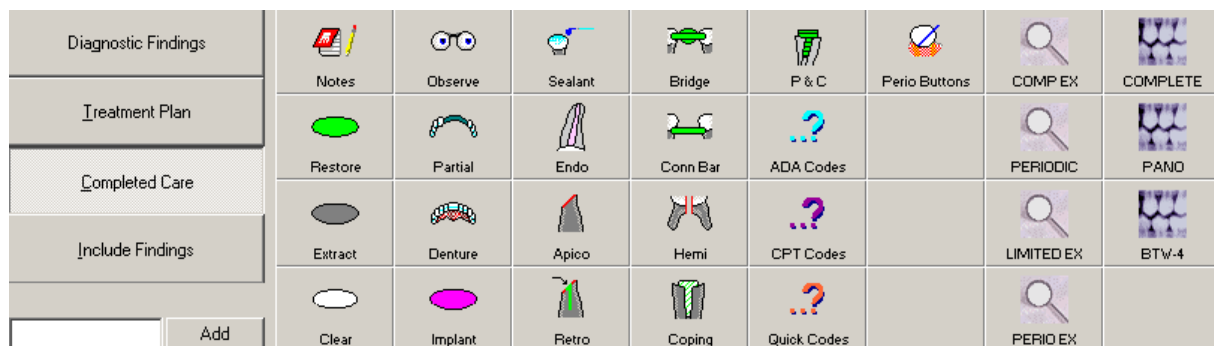 Diagnostic Findings
Treatment Plan
Completed Care
Include Findings
Add
Notes
Observe
Sealant
Bridge
P & C
Perio Buttons
COMP EX
COMPLETE
Restore
Partial
Endo
Conn Bar
ADA Codes
PERIODIC
PANO
Extract
Denture
Apico
Hemi
CPT Codes
LIMITED EX
BTW-4
Clear
Implant
Retro
Coping
Quick Codes
PERIO EX